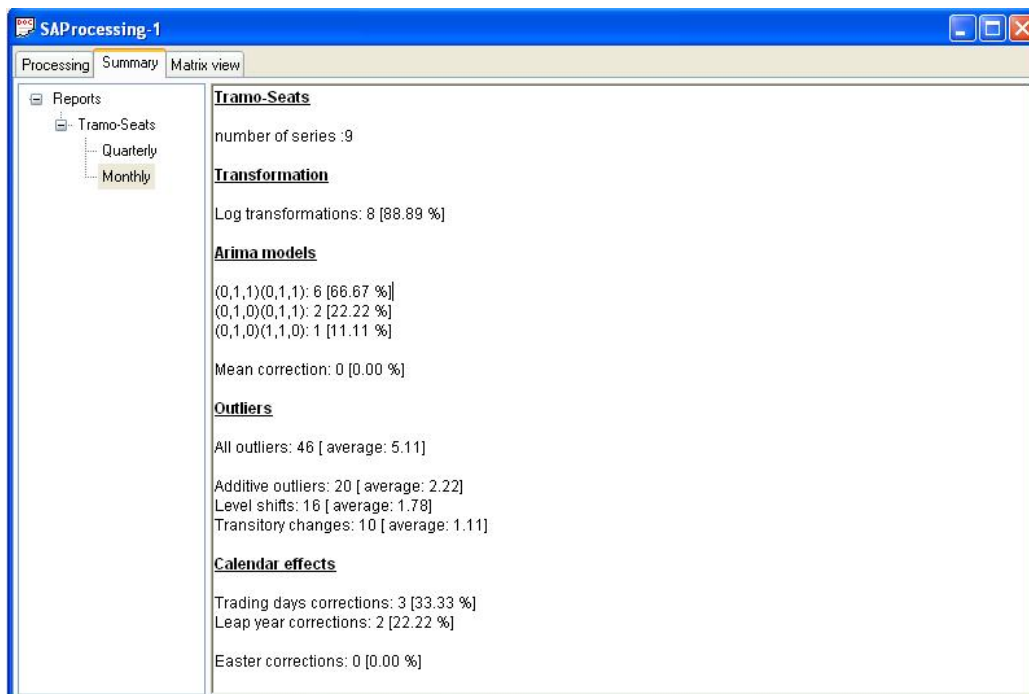 DOC SAProcessing-1
Processing Summary Matrix view
Reports
Tramo-Seats
Quarterly
Monthly
Tramo-Seats
number of series :9
Transformation
Log transformations: 8 [88.89 %]
Arima models
(0,1,1)(0,1,1): 6 [66.67 %]
(0,1,0)(0,1,1): 2 [22.22 %]
(0,1,0)(1,1,0): 1 [11.11 %]
Mean correction: 0 [0.00 %]
Outliers
All outliers: 46 [ average: 5.11]
Additive outliers: 20 [ average: 2.22]
Level shifts: 16 [ average: 1.78]
Transitory changes: 10 [ average: 1.11]
Calendar effects
Trading days corrections: 3 [33.33 %]
Leap year corrections: 2 [22.22 %]
Easter corrections: 0 [0.00 %]